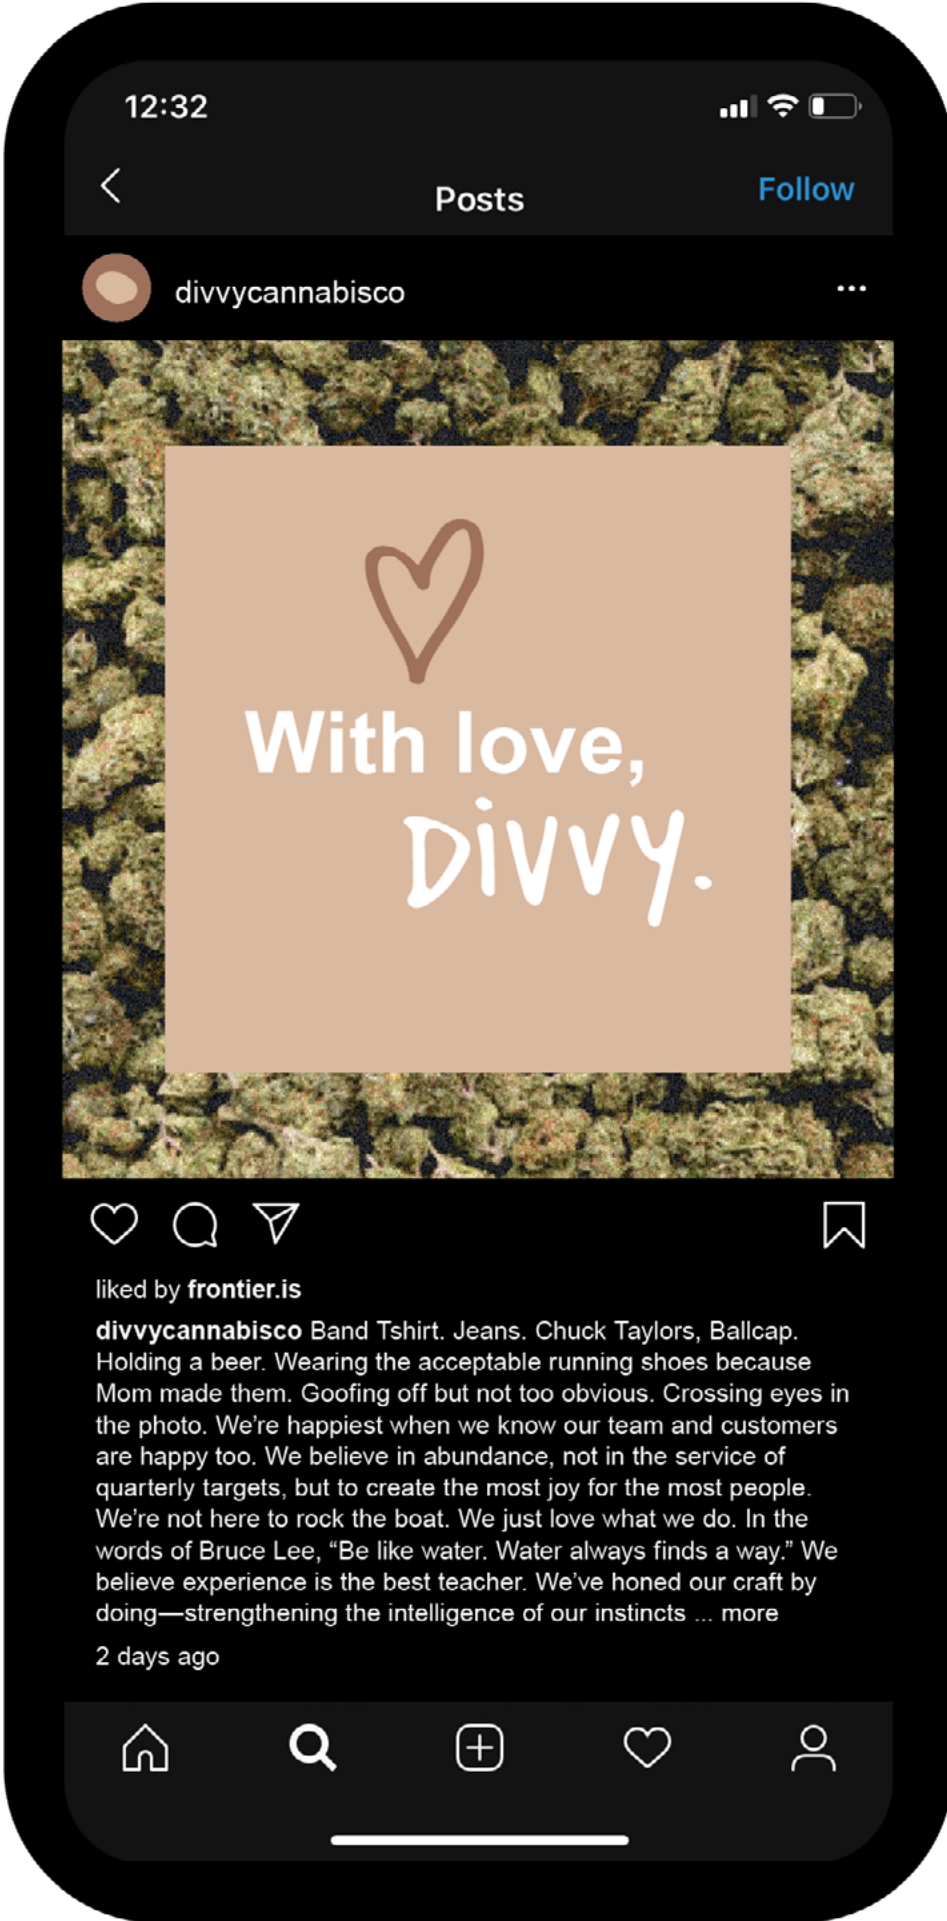 12:32
Posts
Follow
divvycannabisco
With love,
DiVVY.
liked by frontier.is
divvycannabisco Band Tshirt. Jeans. Chuck Taylors, Ballcap.
Holding a beer. Wearing the acceptable running shoes because
Mom made them. Goofing off but not too obvious. Crossing eyes in
the photo. We’re happiest when we know our team and customers
are happy too. We believe in abundance, not in the service of
quarterly targets, but to create the most joy for the most people.
We’re not here to rock the boat. We just love what we do. In the
words of Bruce Lee, “Be like water. Water always finds a way.” We
believe experience is the best teacher. We’ve honed our craft by
doing—strengthening the intelligence of our instincts ... more
2 days ago